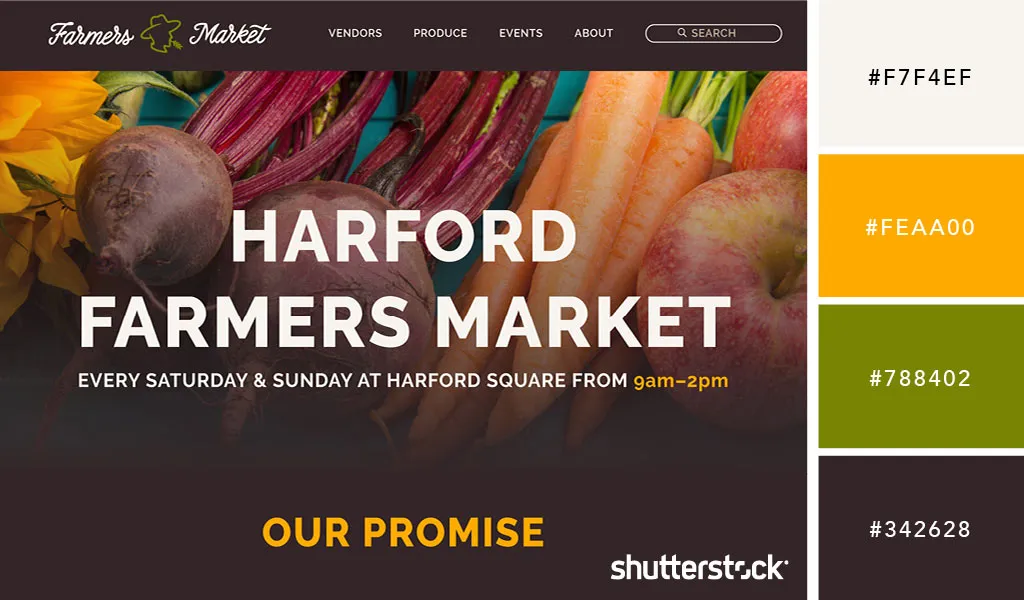 Farmers Market
VENDORS PRODUCE EVENTS ABOUT SEARCH
HARFORD
FARMERS MARKET
EVERY SATURDAY & SUNDAY AT HARFORD SQUARE FROM 9am–2pm
OUR PROMISE
shutterstock
#F7F4EF
#FEAA00
#788402
#342628